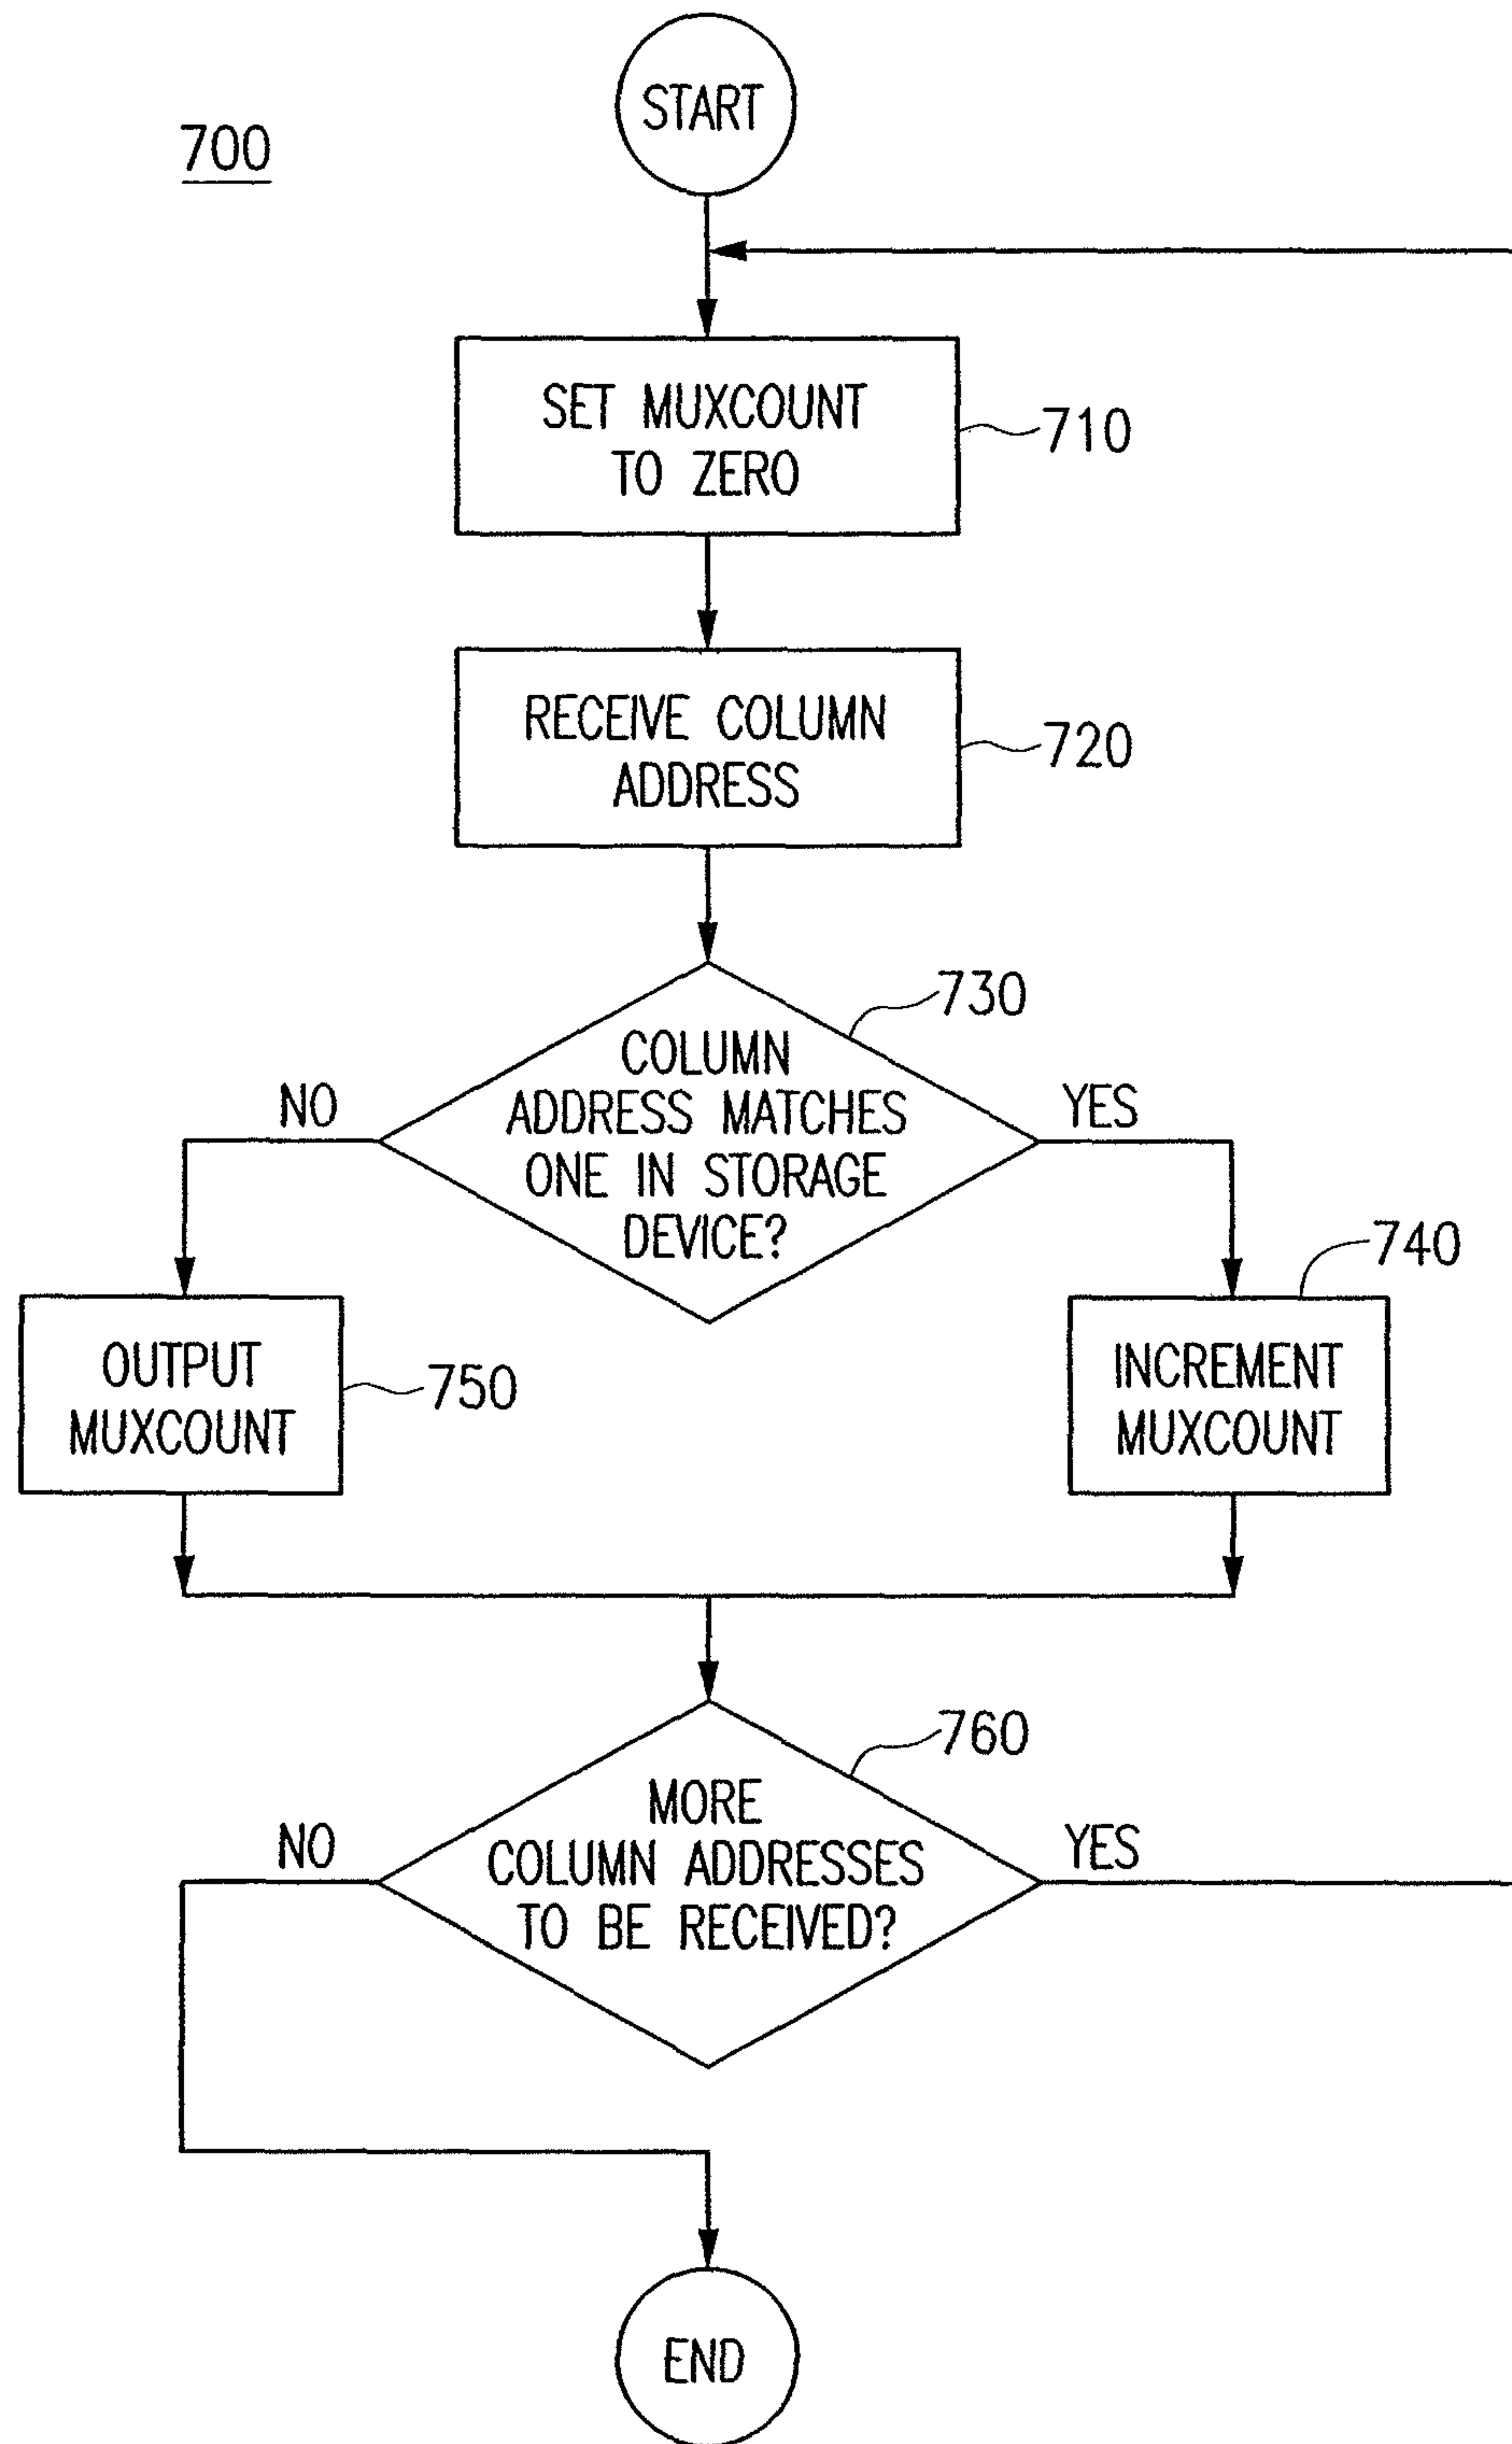 START
700
SET MUXCOUNT
TO ZERO
710
RECEIVE COLUMN
ADDRESS
720
730
COLUMN
ADDRESS MATCHES
ONE IN STORAGE
DEVICE?
NO
YES
740
OUTPUT
MUXCOUNT
750
INCREMENT
MUXCOUNT
760
MORE
COLUMN ADDRESSES
TO BE RECEIVED?
NO
YES
END